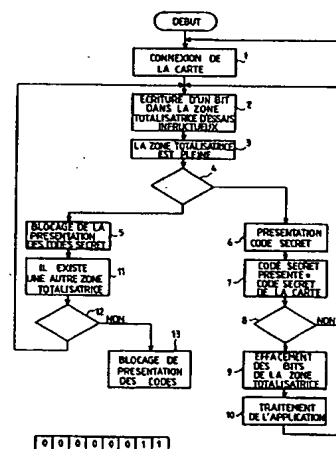 DEBUT
CONNEXION DE
LA CARTE
1
ECRITURE D'UN BIT
DANS LA ZONE
TOTALISATRICE D'ESSAIS
INFRUCTUEUX
2
LA ZONE TOTALISATRICE
EST PLEINE
3
4
BLOCAGE DE LA
PRESENTATION
DES CODES SECRET
5
PRESENTATION
CODE SECRET
6
IL EXISTE
UNE AUTRE ZONE
TOTALISATRICE
11
CODE SECRET
PRESENTE =
CODE SECRET
DE LA CARTE
7
12
NON
8
NON
13
BLOCAGE DE
PRESENTATION
DES CODES
EFFACEMENT
DES BITS
DE LA ZONE
TOTALISATRICE
9
TRAITEMENT
DE L'APPLICATION
10
0 0 0 0 0 0 1 1